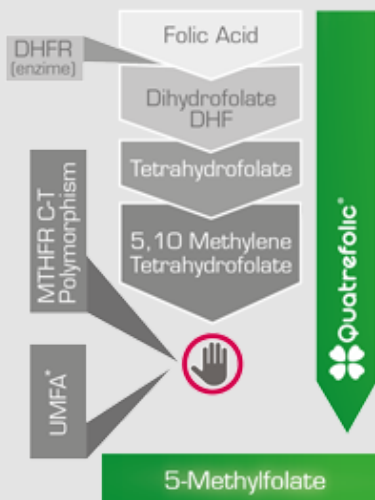 Folic Acid
DHFR
(enzime)
Dihydrofolate
DHF
Tetrahydrofolate
MTHFR C-T
Polymorphism
5,10 Methylene
Tetrahydrofolate
Quatrefolic®
UMFA*
5-Methylfolate